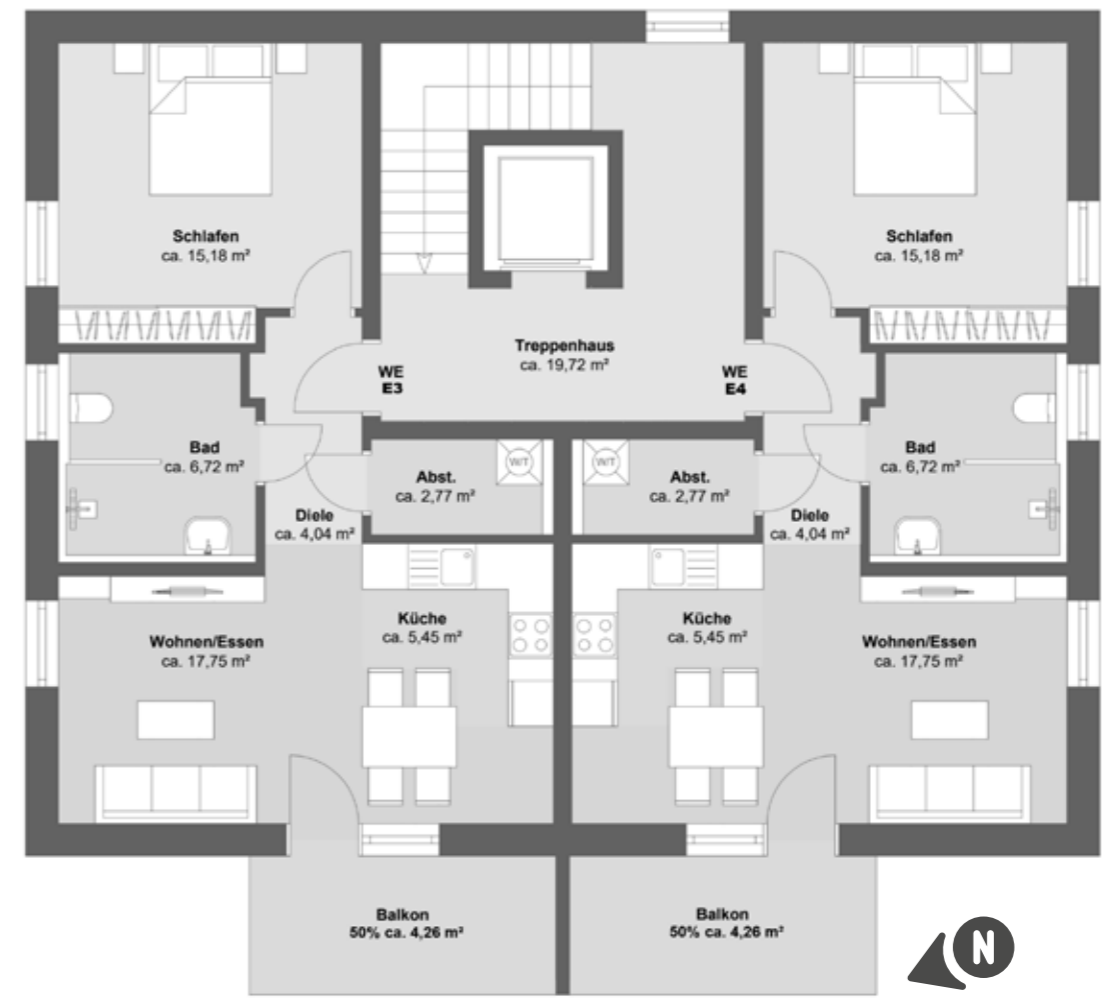 Schlafen
ca. 15,18 m²
Schlafen
ca. 15,18 m²
Treppenhaus
ca. 19,72 m²
WE
E3
WE
E4
Bad
ca. 6,72 m²
Abst.
ca. 2,77 m²
W/T
W/T
Abst.
ca. 2,77 m²
Bad
ca. 6,72 m²
Diele
ca. 4,04 m²
Diele
ca. 4,04 m²
Wohnen/Essen
ca. 17,75 m²
Küche
ca. 5,45 m²
Küche
ca. 5,45 m²
Wohnen/Essen
ca. 17,75 m²
Balkon
50% ca. 4,26 m²
Balkon
50% ca. 4,26 m²
N